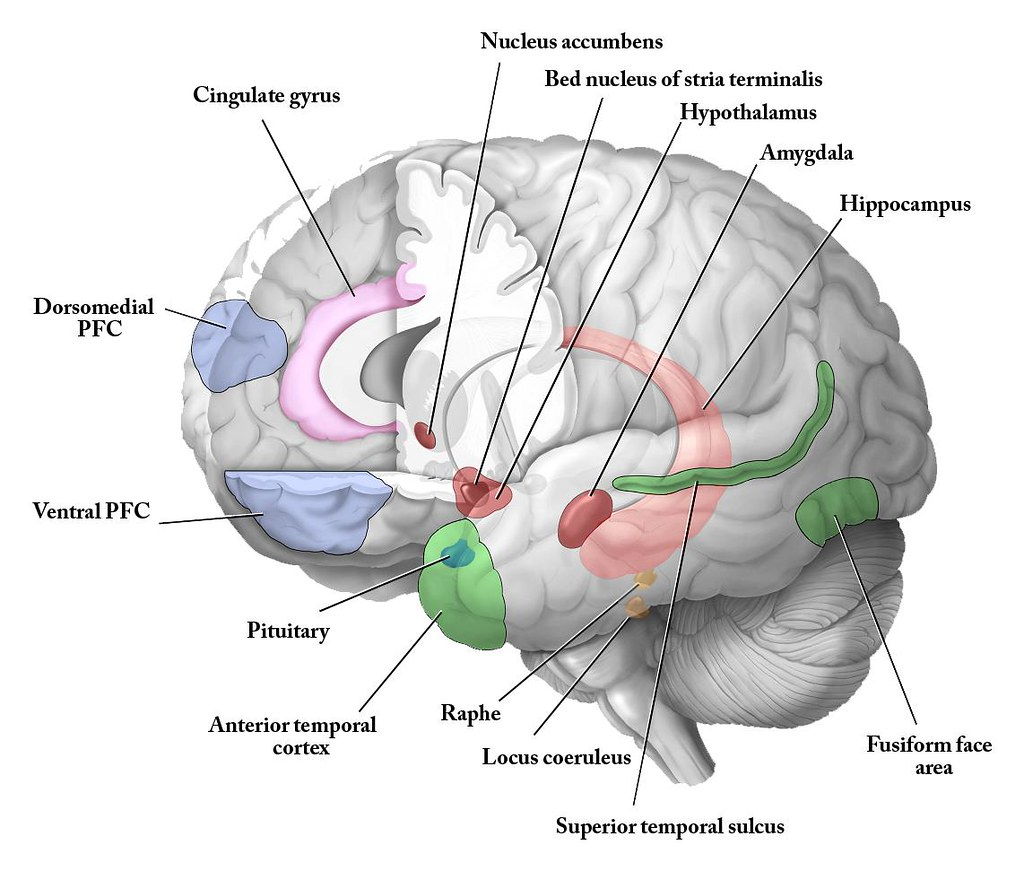 Nucleus accumbens
Bed nucleus of stria terminalis
Cingulate gyrus
Hypothalamus
Amygdala
Hippocampus
Dorsomedial
PFC
Ventral PFC
Pituitary
Anterior temporal
cortex
Raphe
Locus coeruleus
Fusiform face
area
Superior temporal sulcus